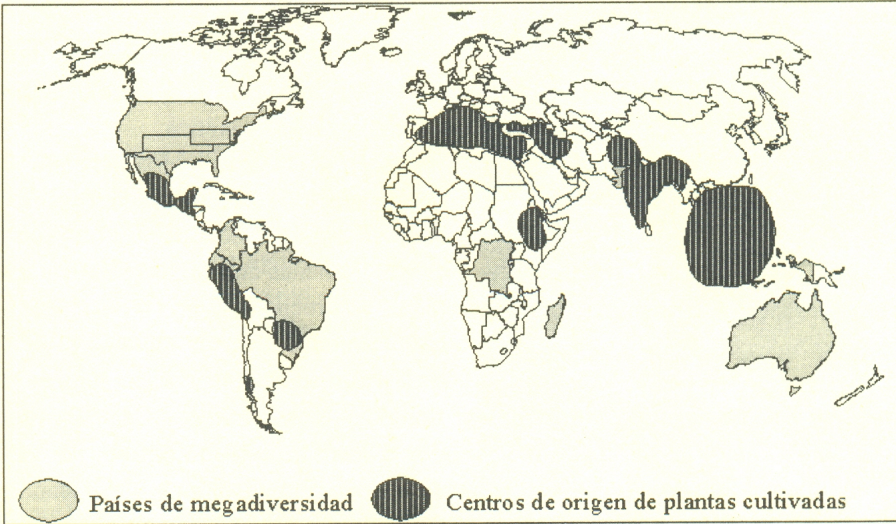 Países de megadiversidad
Centros de origen de plantas cultivadas